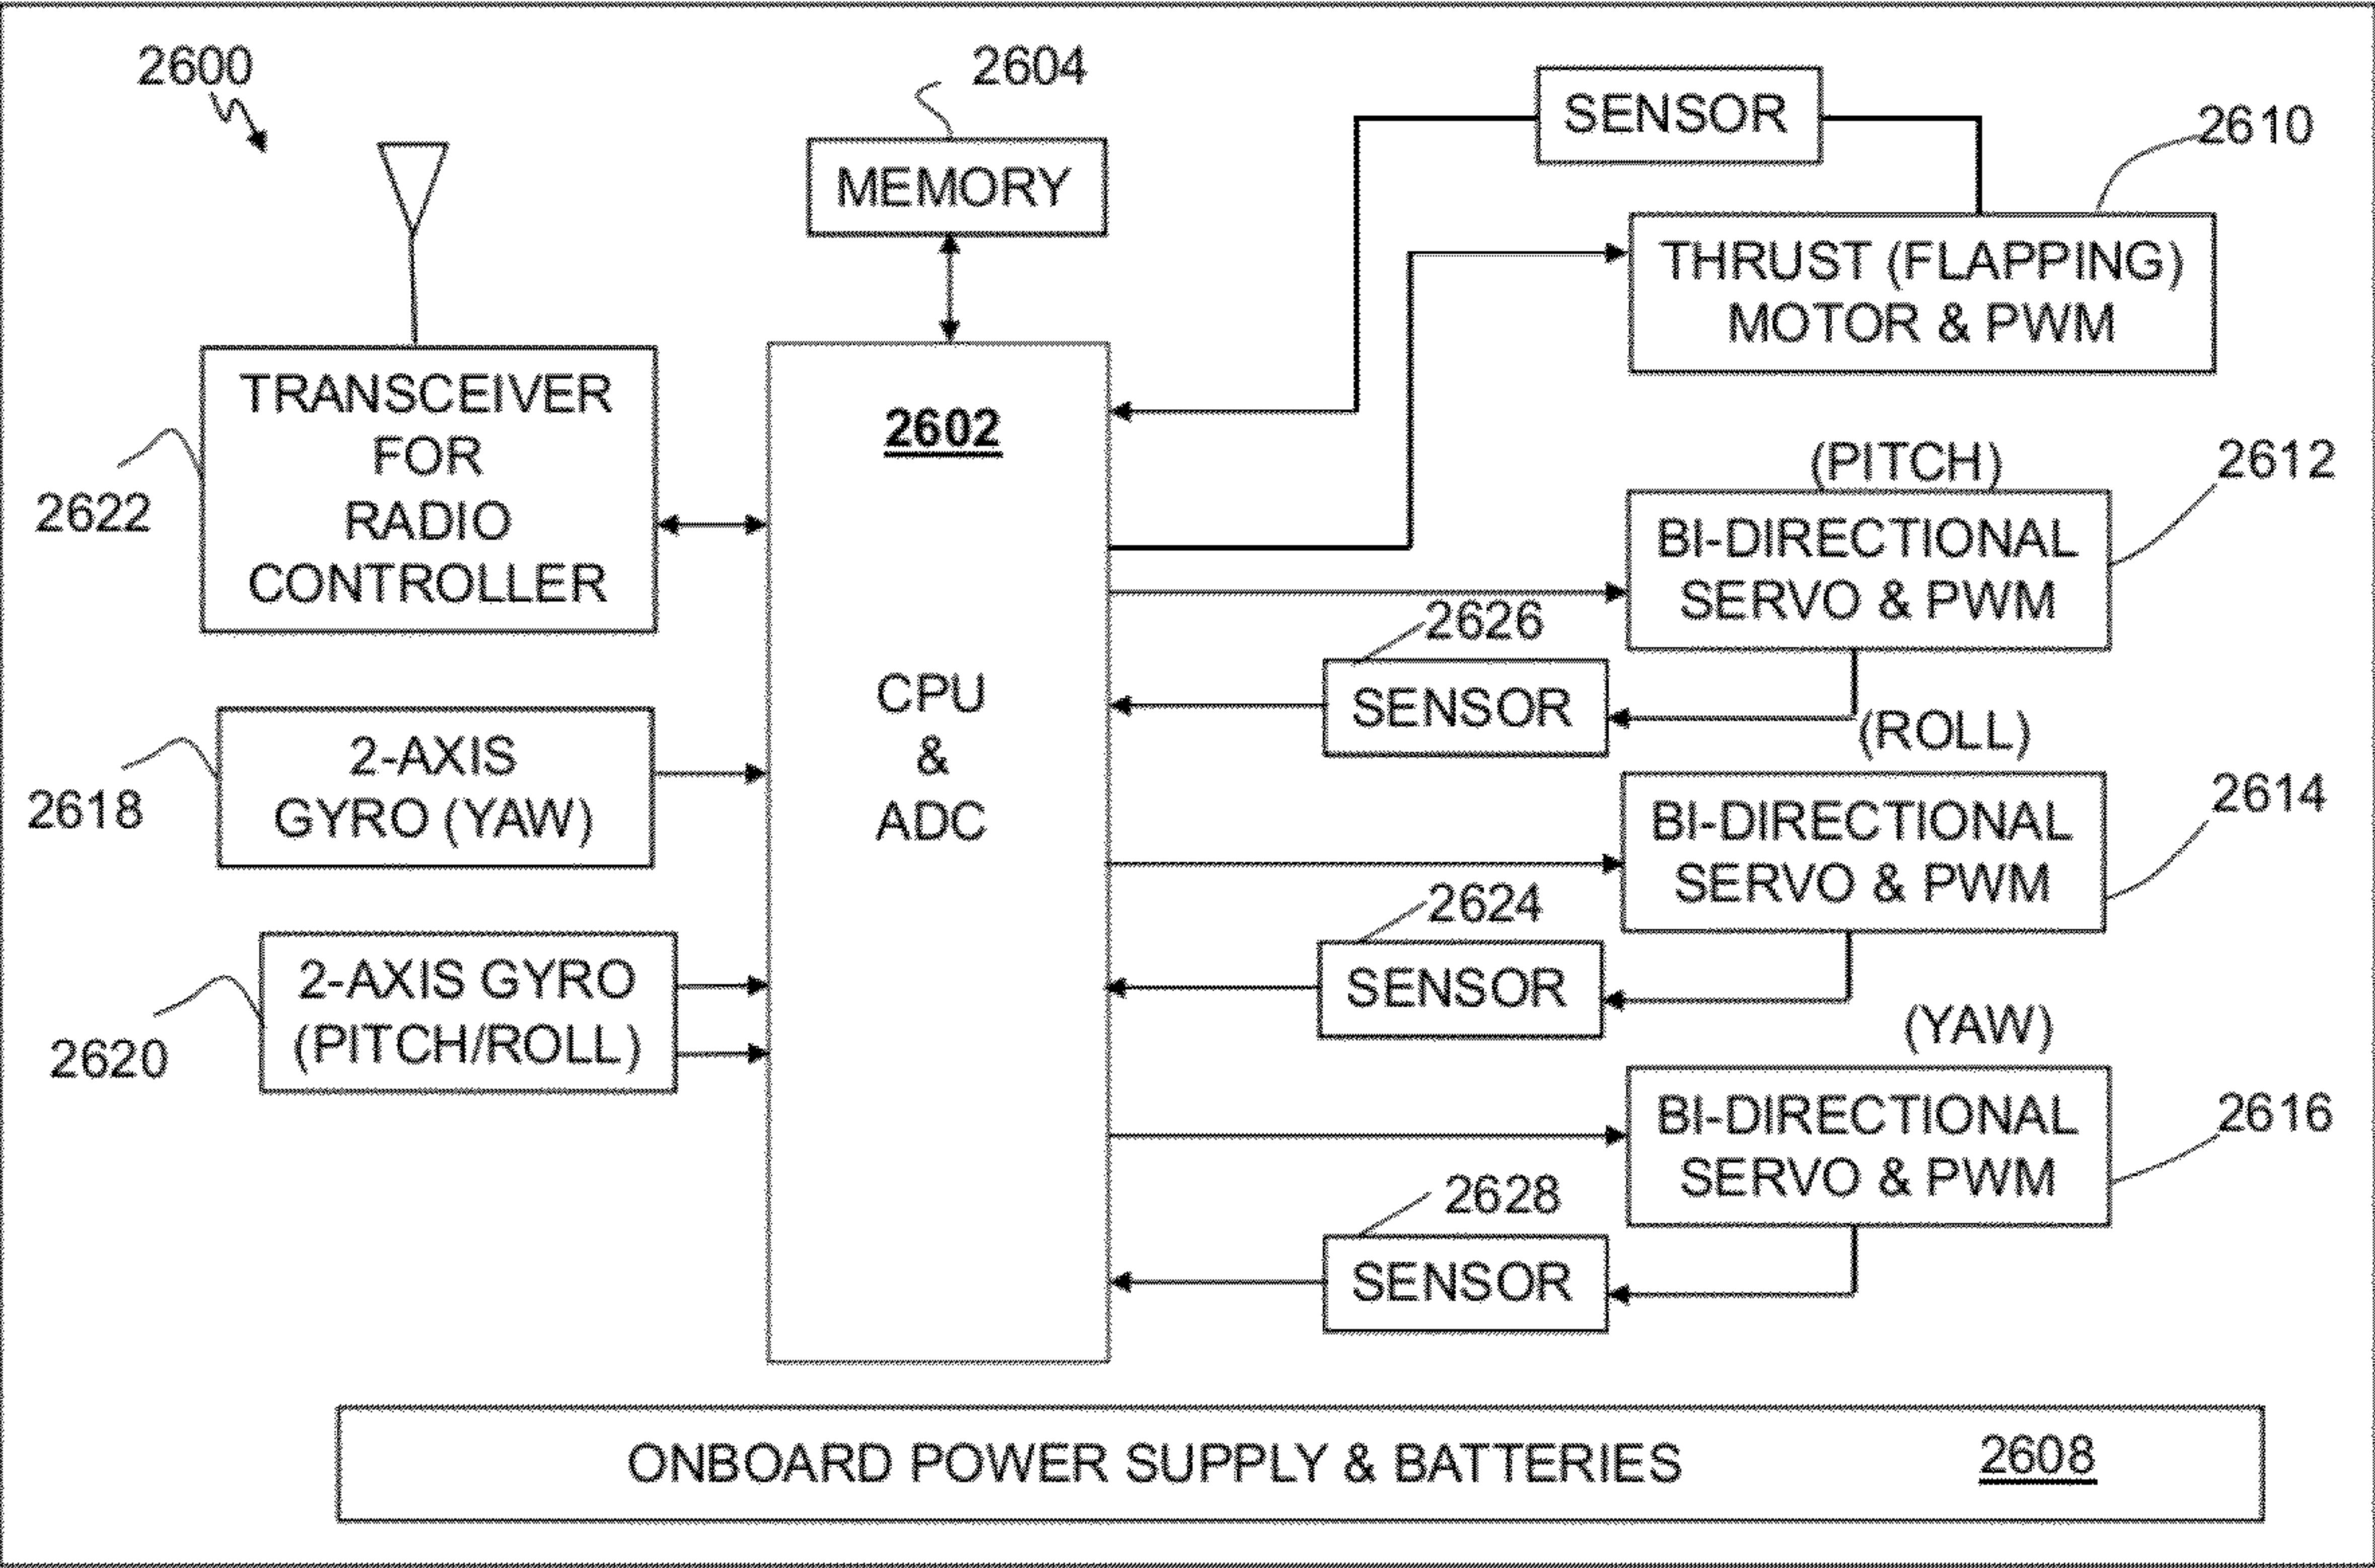 2600
2604
MEMORY
SENSOR
2610
THRUST (FLAPPING)
MOTOR & PWM
TRANSCEIVER
FOR
RADIO
CONTROLLER
2622
2602
CPU
&
ADC
(PITCH)
2612
BI-DIRECTIONAL
SERVO & PWM
2626
SENSOR
2-AXIS
GYRO (YAW)
2618
(ROLL)
2614
BI-DIRECTIONAL
SERVO & PWM
2624
SENSOR
2-AXIS GYRO
(PITCH/ROLL)
2620
(YAW)
2616
BI-DIRECTIONAL
SERVO & PWM
2628
SENSOR
ONBOARD POWER SUPPLY & BATTERIES 2608